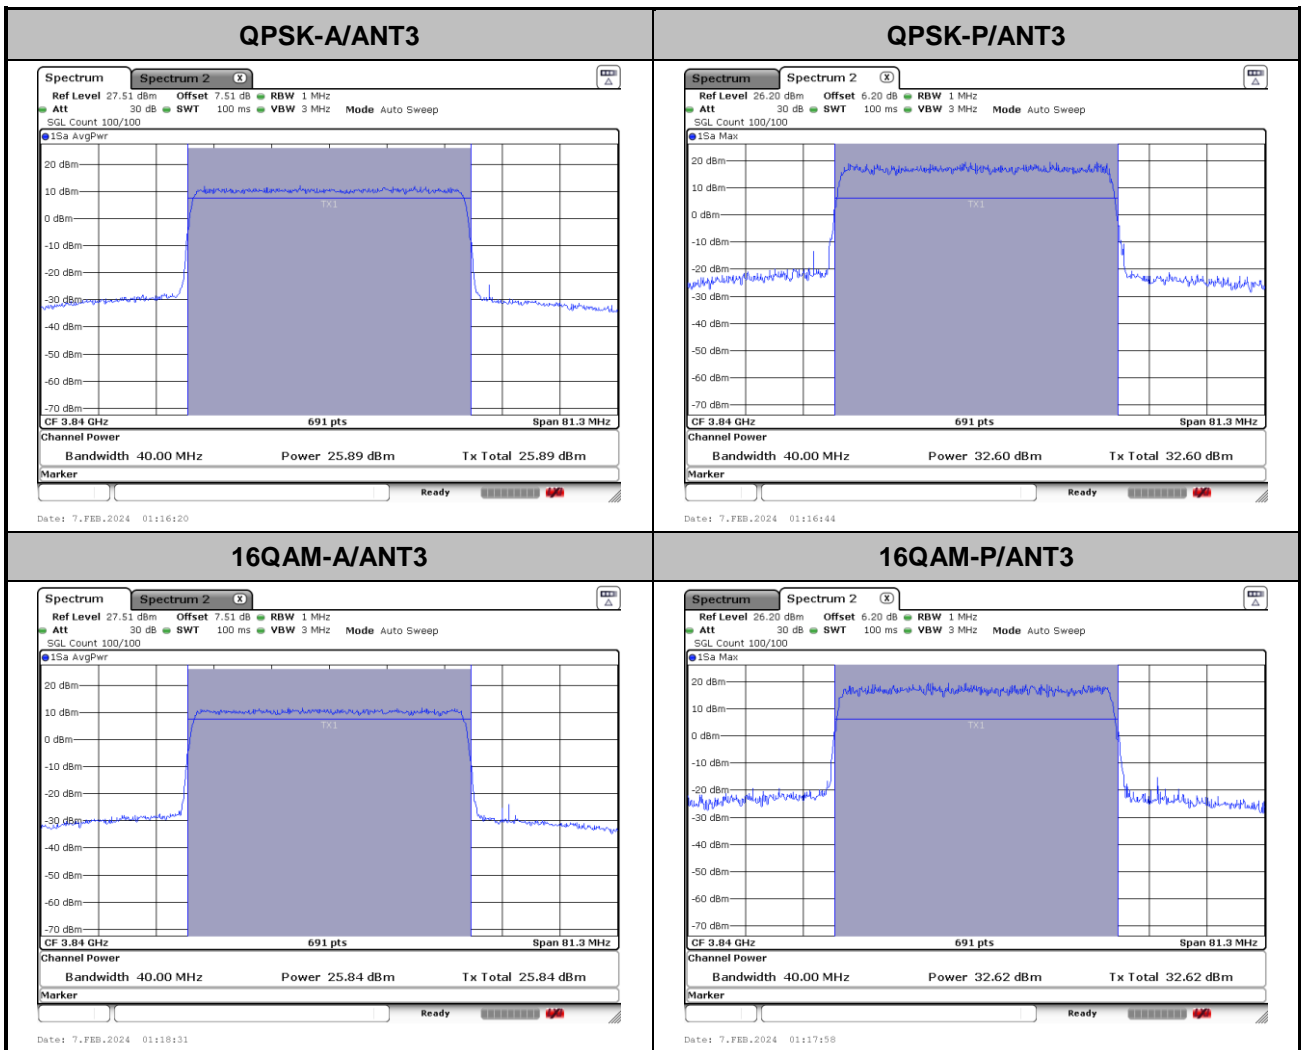 QPSK-A/ANT3
Spectrum Spectrum 2 X
Ref Level 27.51 dBm Offset 7.51 dB RBW 1 MHz
Att 30 dB SWT 100 ms VBW 3 MHz Mode Auto Sweep
SGL Count 100/100
1Sa AvgPwr
20 dBm
10 dBm
TX1
0 dBm
-10 dBm
-20 dBm
-30 dBm
-40 dBm
-50 dBm
-60 dBm
-70 dBm
CF 3.84 GHz 691 pts Span 81.3 MHz
Channel Power
Bandwidth 40.00 MHz Power 25.89 dBm Tx Total 25.89 dBm
Marker
Ready
Date: 7.FEB.2024 01:16:20
QPSK-P/ANT3
Spectrum Spectrum 2 X
Ref Level 26.20 dBm Offset 6.20 dB RBW 1 MHz
Att 30 dB SWT 100 ms VBW 3 MHz Mode Auto Sweep
SGL Count 100/100
1Sa Max
20 dBm
10 dBm
TX1
0 dBm
-10 dBm
-20 dBm
-30 dBm
-40 dBm
-50 dBm
-60 dBm
-70 dBm
CF 3.84 GHz 691 pts Span 81.3 MHz
Channel Power
Bandwidth 40.00 MHz Power 32.60 dBm Tx Total 32.60 dBm
Marker
Ready
Date: 7.FEB.2024 01:16:44
16QAM-A/ANT3
Spectrum Spectrum 2 X
Ref Level 27.51 dBm Offset 7.51 dB RBW 1 MHz
Att 30 dB SWT 100 ms VBW 3 MHz Mode Auto Sweep
SGL Count 100/100
1Sa AvgPwr
20 dBm
10 dBm
TX1
0 dBm
-10 dBm
-20 dBm
-30 dBm
-40 dBm
-50 dBm
-60 dBm
-70 dBm
CF 3.84 GHz 691 pts Span 81.3 MHz
Channel Power
Bandwidth 40.00 MHz Power 25.84 dBm Tx Total 25.84 dBm
Marker
Ready
Date: 7.FEB.2024 01:18:31
16QAM-P/ANT3
Spectrum Spectrum 2 X
Ref Level 26.20 dBm Offset 6.20 dB RBW 1 MHz
Att 30 dB SWT 100 ms VBW 3 MHz Mode Auto Sweep
SGL Count 100/100
1Sa Max
20 dBm
10 dBm
TX1
0 dBm
-10 dBm
-20 dBm
-30 dBm
-40 dBm
-50 dBm
-60 dBm
-70 dBm
CF 3.84 GHz 691 pts Span 81.3 MHz
Channel Power
Bandwidth 40.00 MHz Power 32.62 dBm Tx Total 32.62 dBm
Marker
Ready
Date: 7.FEB.2024 01:17:58